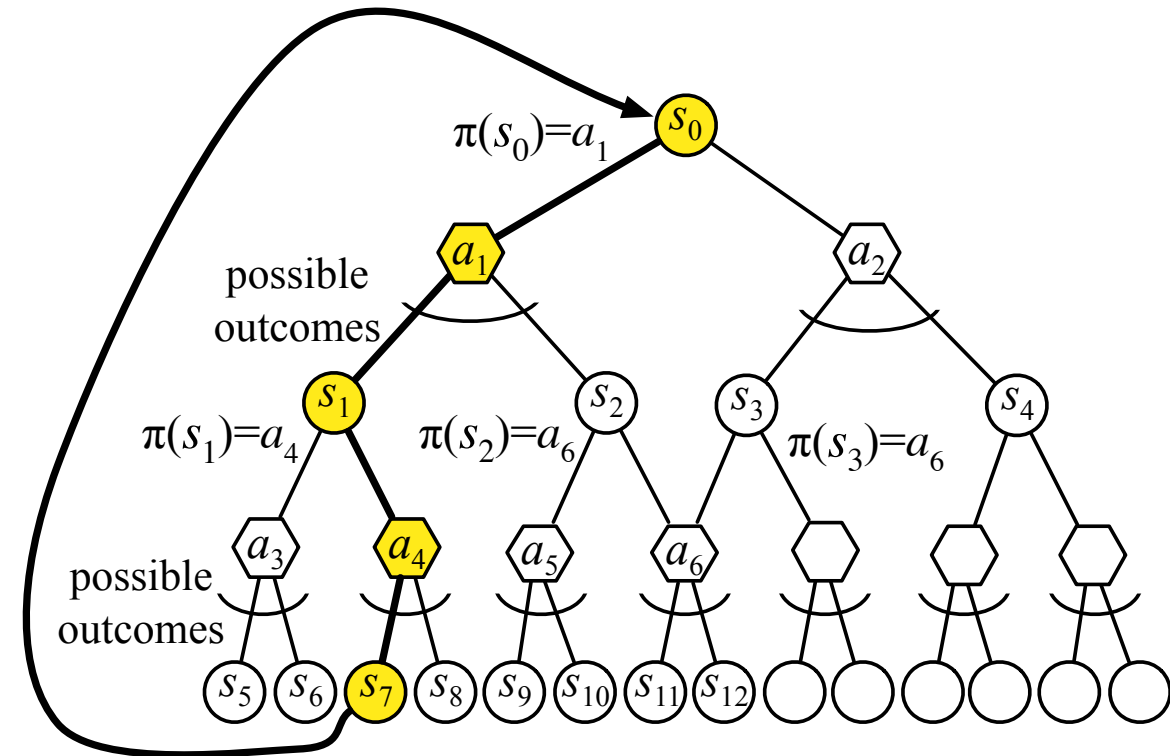 s0
π(s0)=a1
a1
a2
possible
outcomes
s1
s2
s3
s4
π(s1)=a4
π(s2)=a6
π(s3)=a6
a3
a4
a5
a6
possible
outcomes
s5
s6
s7
s8
s9
s10
s11
s12